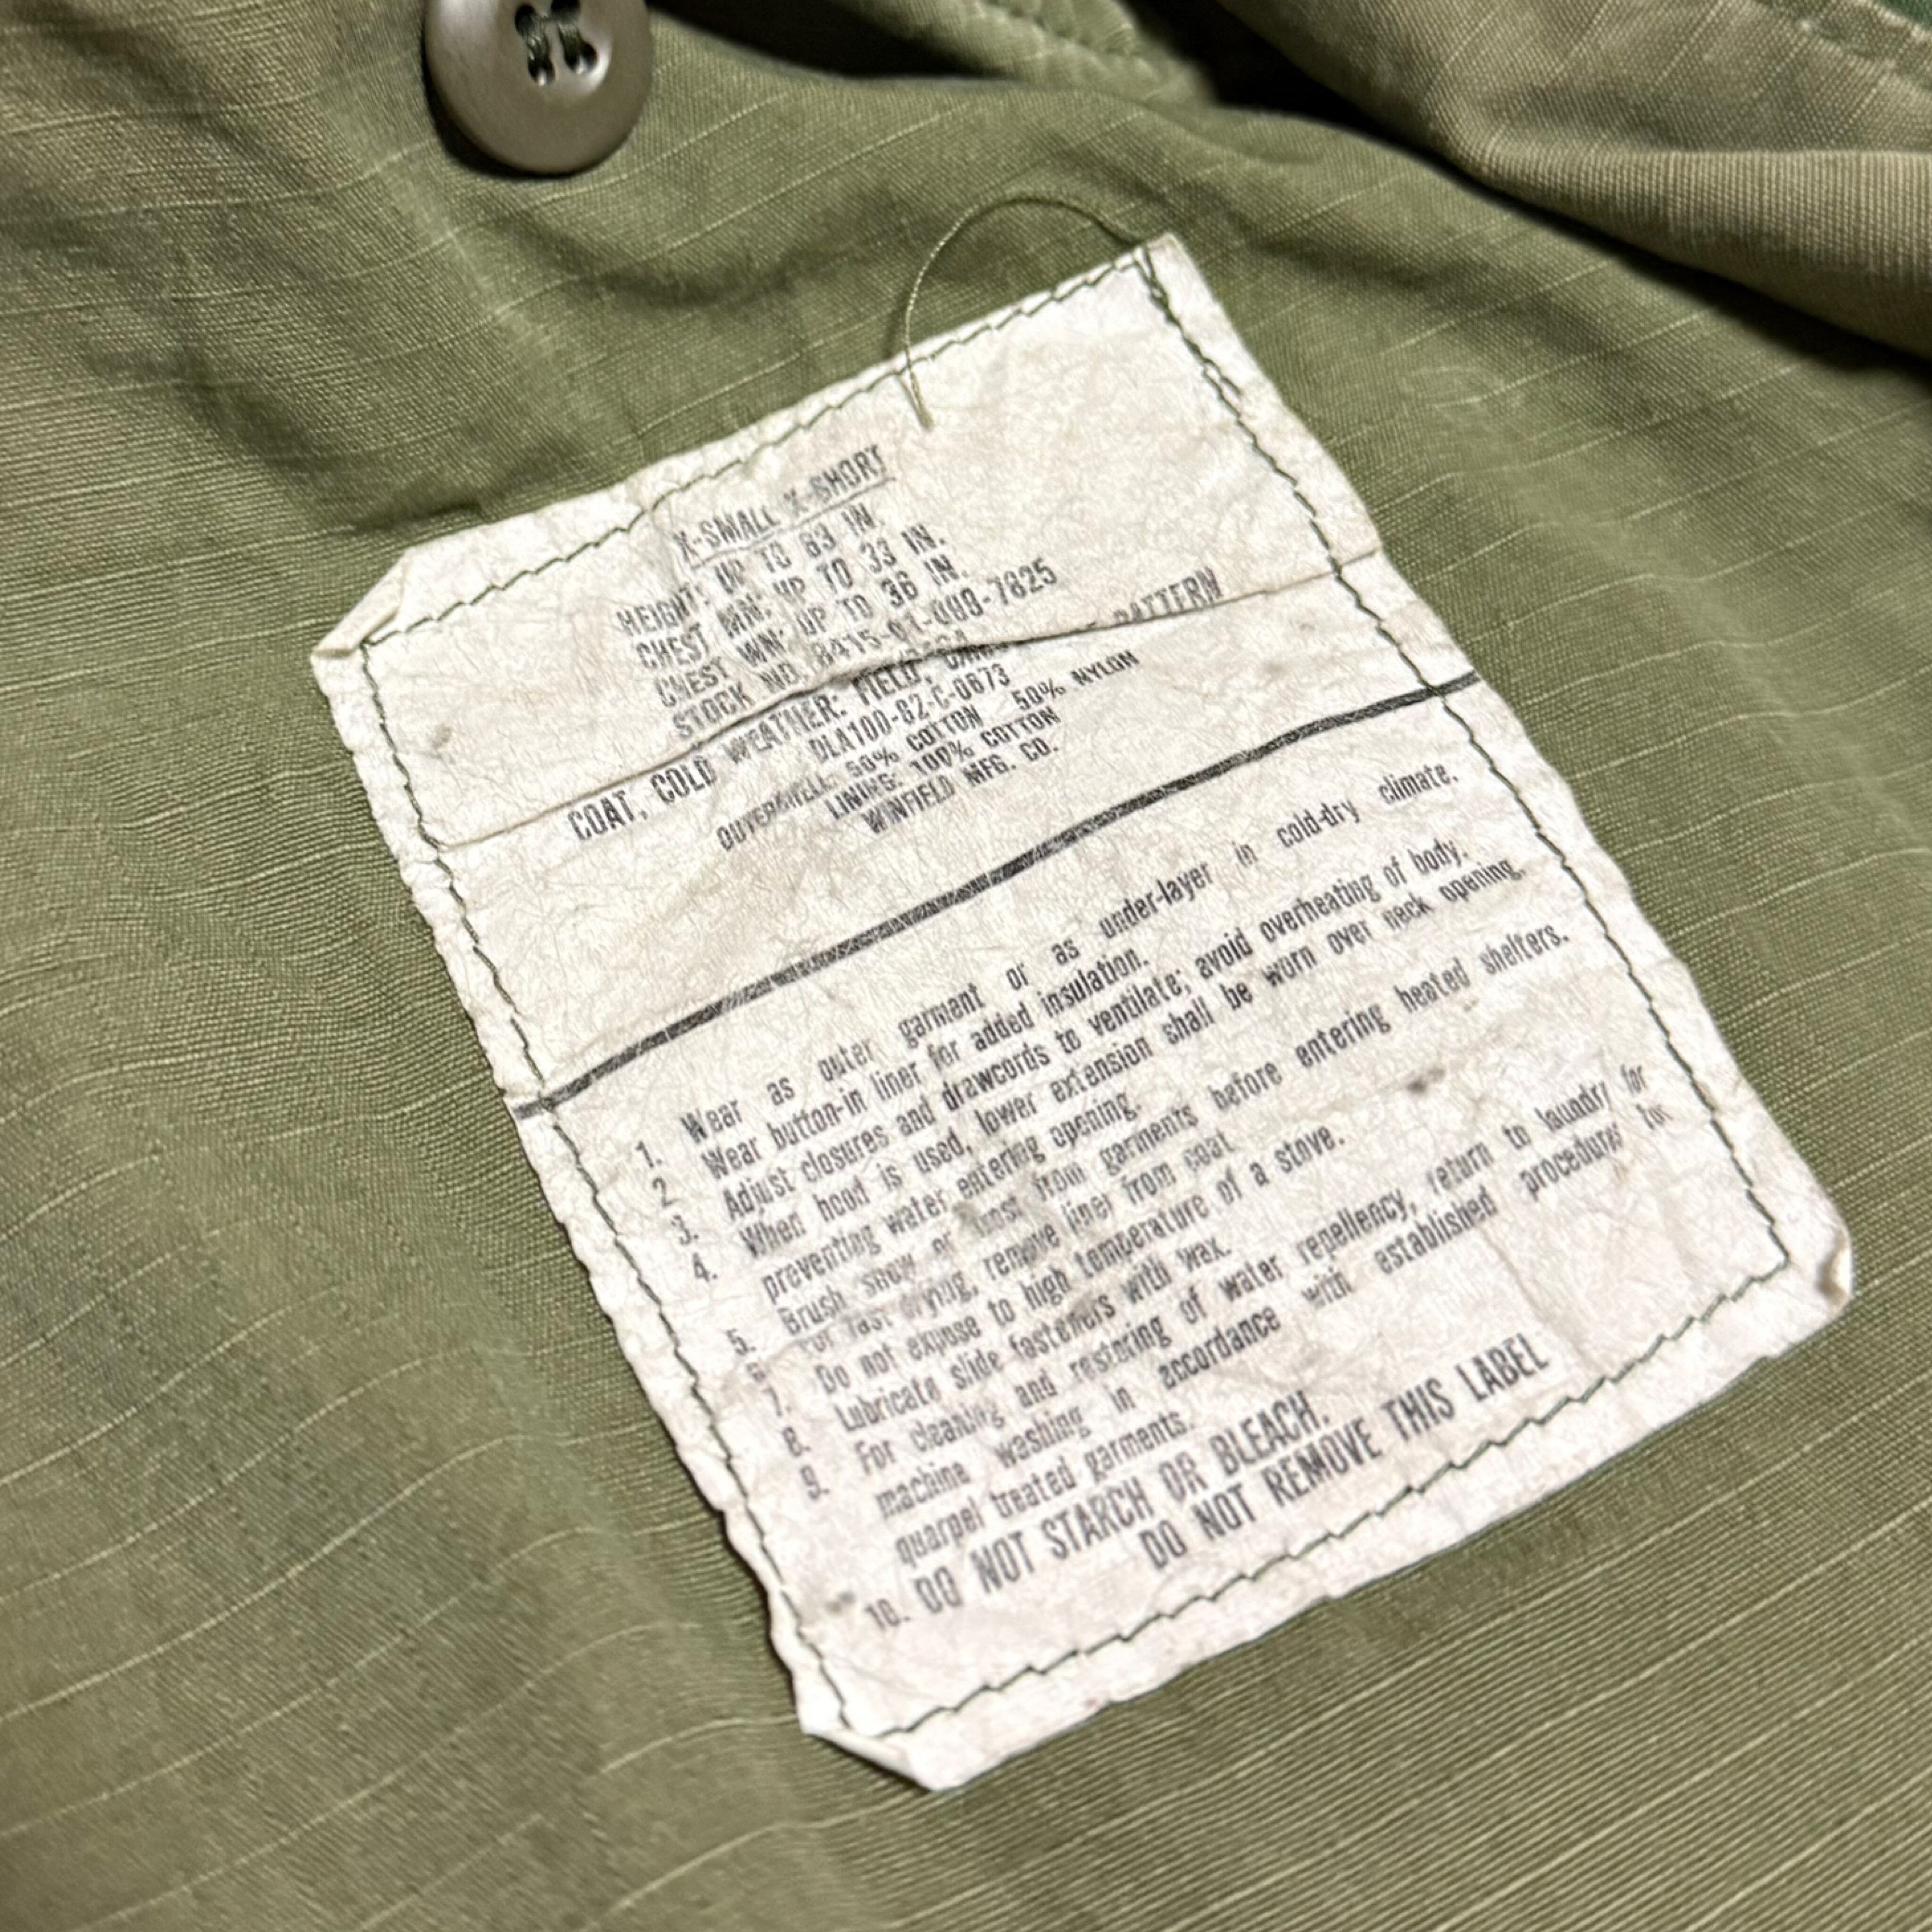 X-SMALL X-SHORT
HEIGHT: UP TO 63 IN.
CHEST MN: UP TO 33 IN.
CHEST WN: UP TO 36 IN.
STOCK NO. 8415-01-099-7825
COAT, COLD WEATHER: FIELD, PATTERN
DLA100-82-C-0673
OUTERSHELL: 50% COTTON 50% NYLON
LINING: 100% COTTON
WINFIELD MFG. CO.
1. Wear as outer garment or as under-layer in cold-dry climate.
2. Wear button-in liner for added insulation.
3. Adjust closures and drawcords to ventilate; avoid overheating of body.
4. When hood is used, lower extension shall be worn over neck opening,
preventing water entering opening.
5. Brush snow or frost from garments before entering heated shelters.
6. For fast drying, remove liner from coat
7. Do not expose to high temperature of a stove.
8. Lubricate slide fasteners with wax.
9. For cleaning and restoring of water repellency, return to laundry for
machine washing in accordance with established procedure for
quarpel treated garments.
10. DO NOT STARCH OR BLEACH.
DO NOT REMOVE THIS LABEL